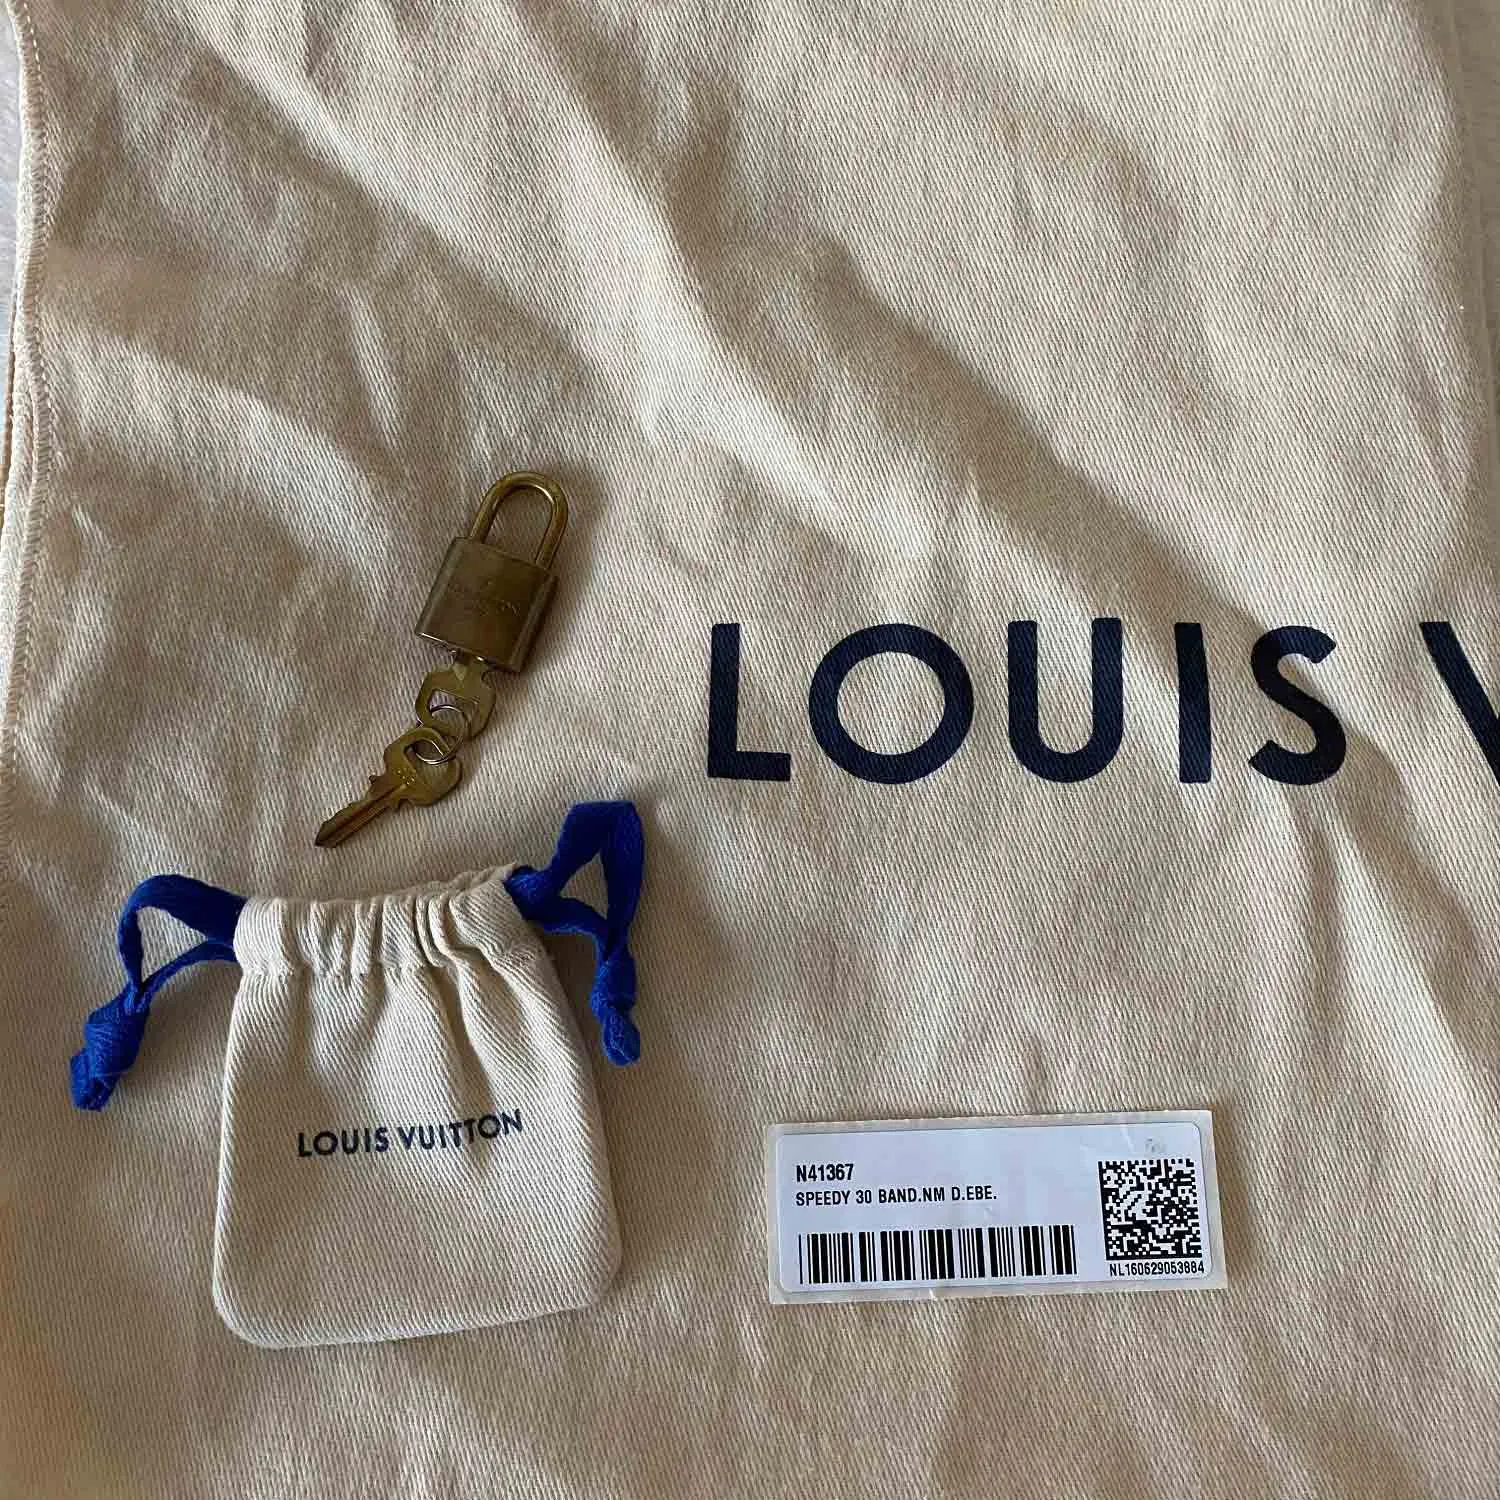 LOUIS V
LOUIS VUITTON
N41367
SPEEDY 30 BAND.NM D.EBE.
NL160629053884